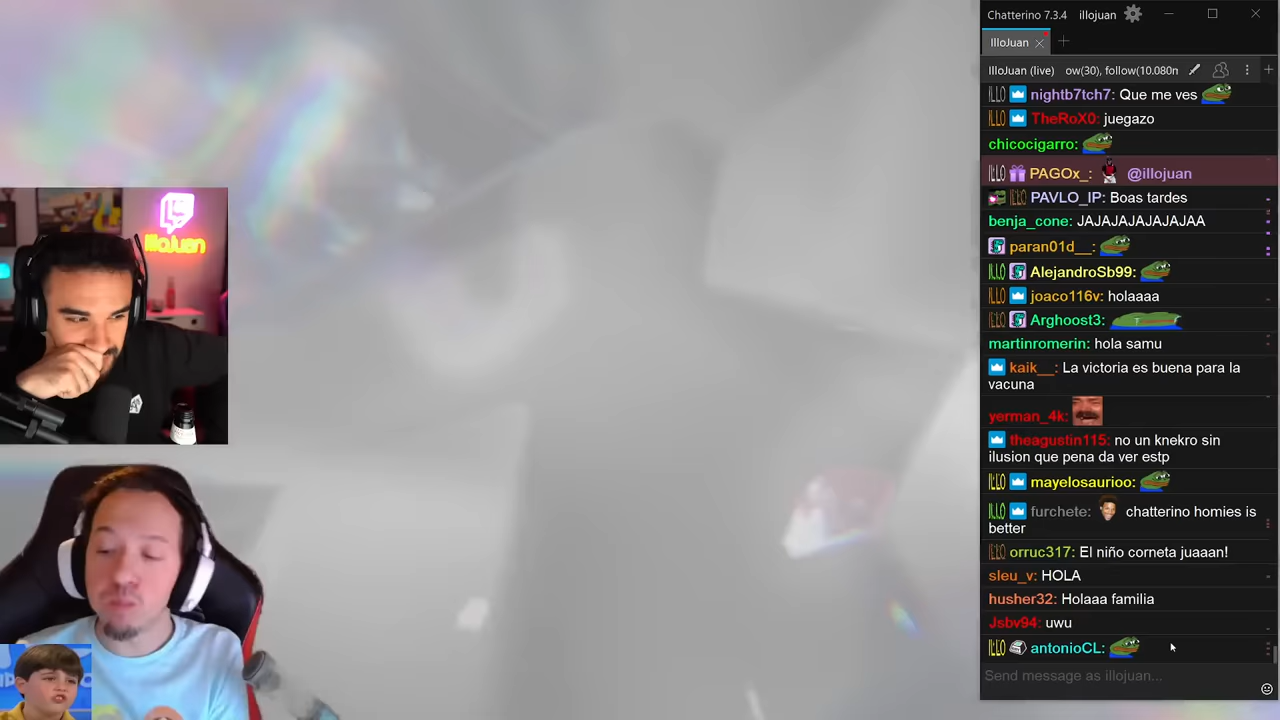 Chatterino 7.3.4 illojuan
IlloJuan
IlloJuan (live) ow(30), follow(10.080m
nightb7tch7: Que me ves
TheRoX0: juegazo
chicocigarro:
PAGOx_: @illojuan
PAVLO_IP: Boas tardes
benja_cone: JAJAJAJAJAJAJAA
paran01d__:
AlejandroSb99:
joaco116v: holaaaa
Arghoost3:
martinromerin: hola samu
kaik__: La victoria es buena para la
vacuna
yerman_4k:
theagustin115: no un knekro sin
ilusion que pena da ver estp
mayelosaurioo:
furchete: chatterino homies is
better
orruc317: El niño corneta juaaan!
sleu_v: HOLA
husher32: Holaaa familia
Jsbv94: uwu
antonioCL:
Send message as illojuan...
IlloJuan